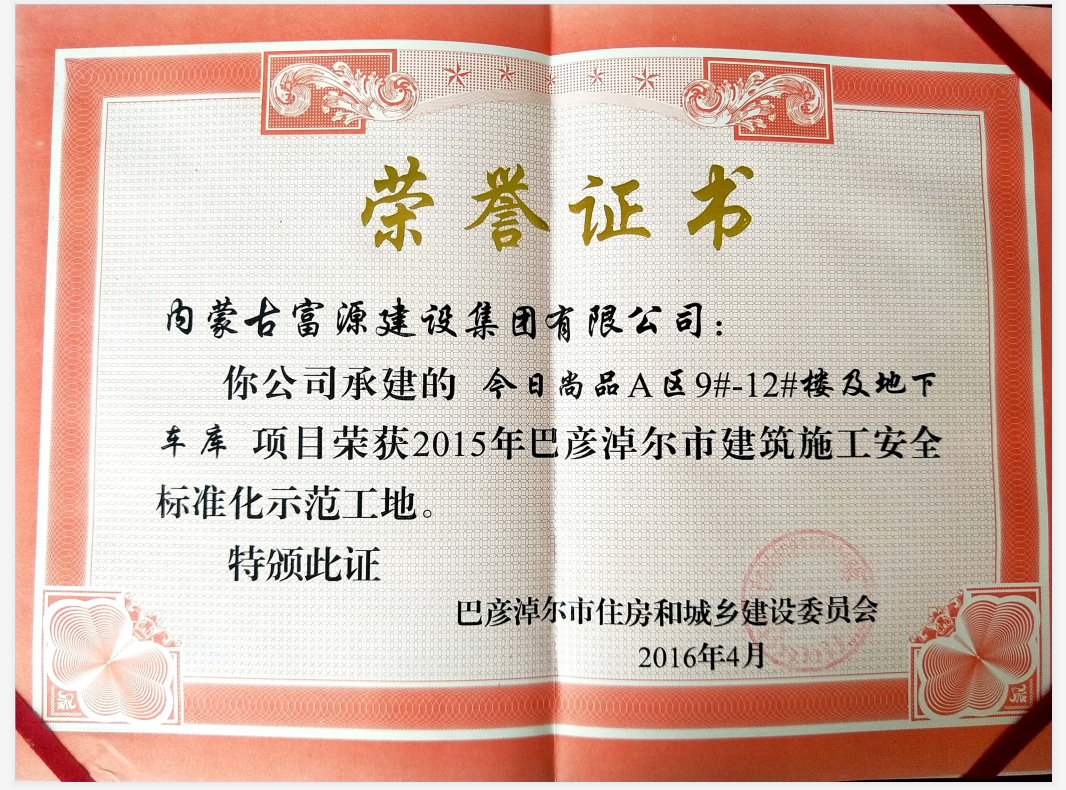 荣誉证书
内蒙古富源建设集团有限公司：
你公司承建的 今日尚品A区9#-12#楼及地下
车库 项目荣获2015年巴彦淖尔市建筑施工安全
标准化示范工地。
特颁此证
巴彦淖尔市住房和城乡建设委员会
2016年4月